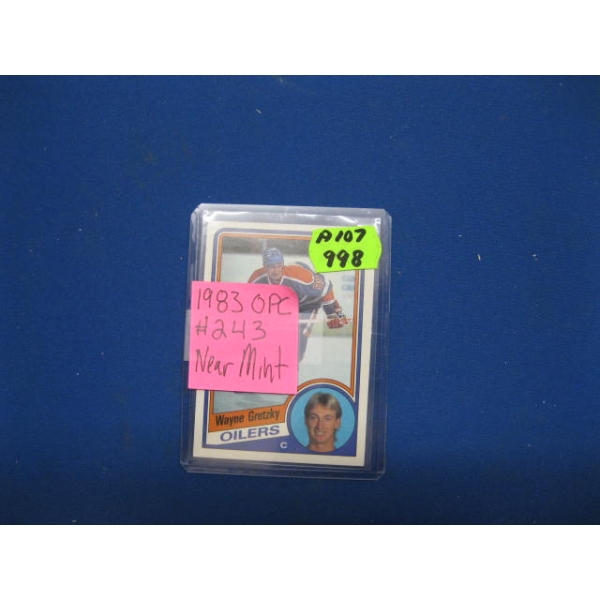 A107
998
1983 OPC
#243
Near Mint
Wayne Gretzky
OILERS
C